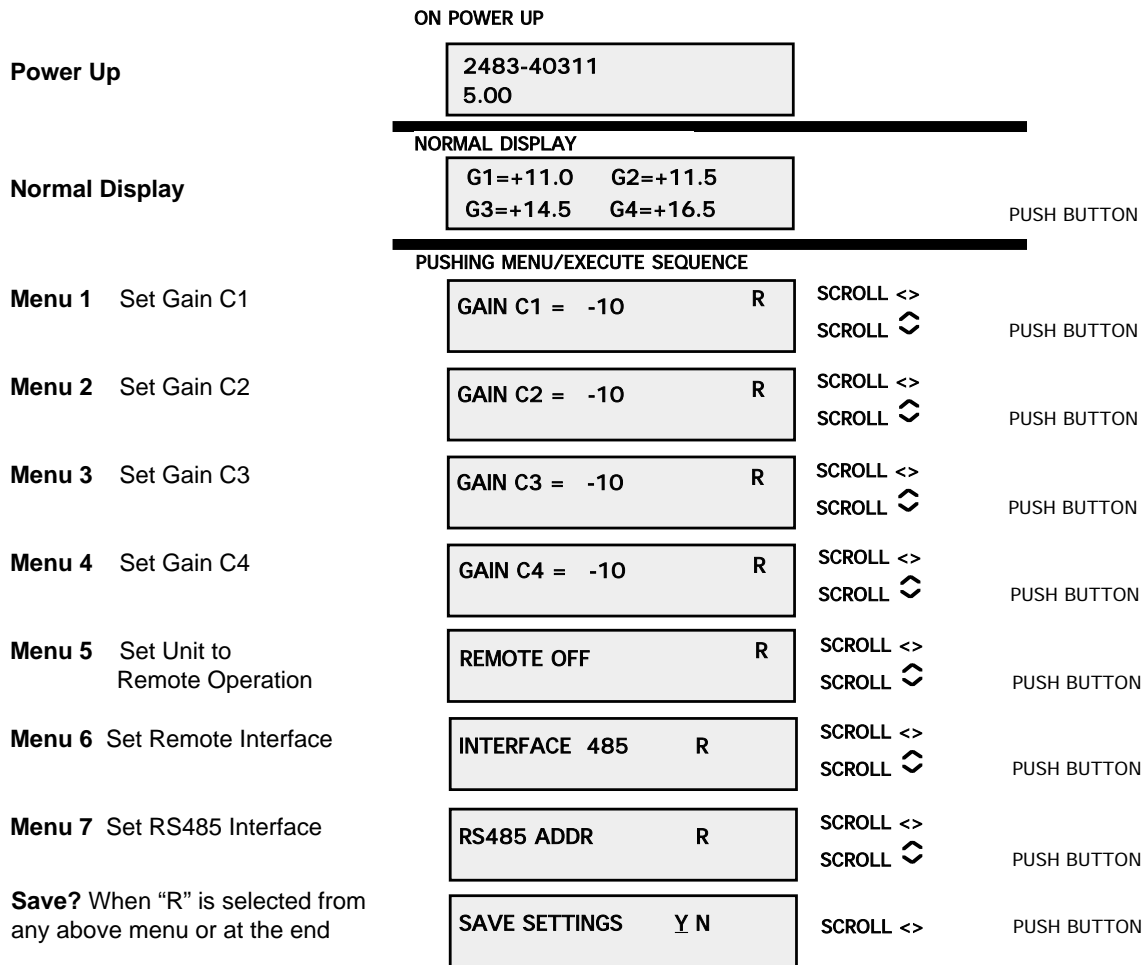 ON POWER UP
Power Up
2483-40311
5.00
NORMAL DISPLAY
Normal Display
G1=+11.0 G2=+11.5
G3=+14.5 G4=+16.5
PUSH BUTTON
PUSHING MENU/EXECUTE SEQUENCE
Menu 1 Set Gain C1
GAIN C1 = -10 R
SCROLL <>
SCROLL
PUSH BUTTON
Menu 2 Set Gain C2
GAIN C2 = -10 R
SCROLL <>
SCROLL
PUSH BUTTON
Menu 3 Set Gain C3
GAIN C3 = -10 R
SCROLL <>
SCROLL
PUSH BUTTON
Menu 4 Set Gain C4
GAIN C4 = -10 R
SCROLL <>
SCROLL
PUSH BUTTON
Menu 5 Set Unit to
Remote Operation
REMOTE OFF R
SCROLL <>
SCROLL
PUSH BUTTON
Menu 6 Set Remote Interface
INTERFACE 485 R
SCROLL <>
SCROLL
PUSH BUTTON
Menu 7 Set RS485 Interface
RS485 ADDR R
SCROLL <>
SCROLL
PUSH BUTTON
Save? When “R” is selected from
any above menu or at the end
SAVE SETTINGS Y N
SCROLL <>
PUSH BUTTON